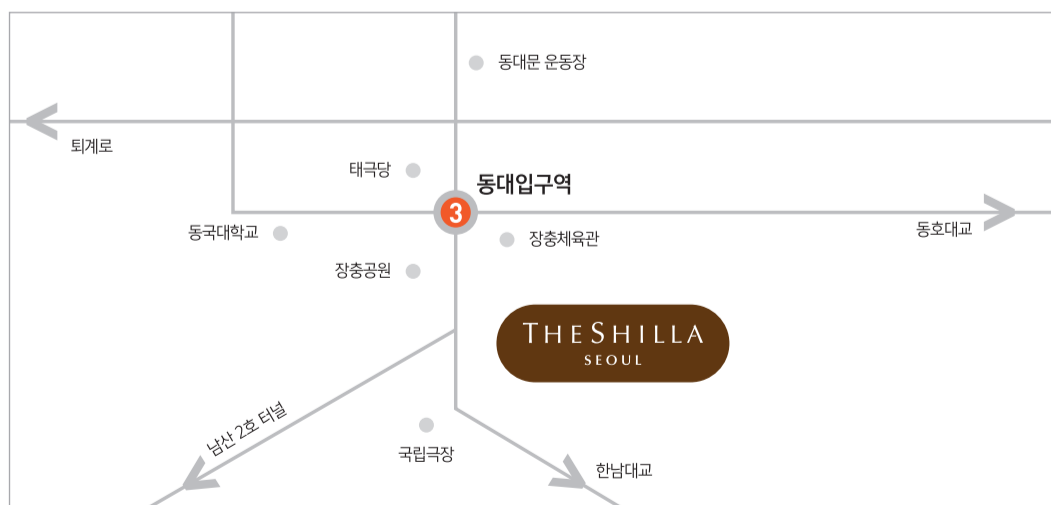 동대문 운동장
퇴계로
태극당
동대입구역
3
동국대학교
장충체육관
동호대교
장충공원
THE SHILLA
SEOUL
남산 2호 터널
국립극장
한남대교